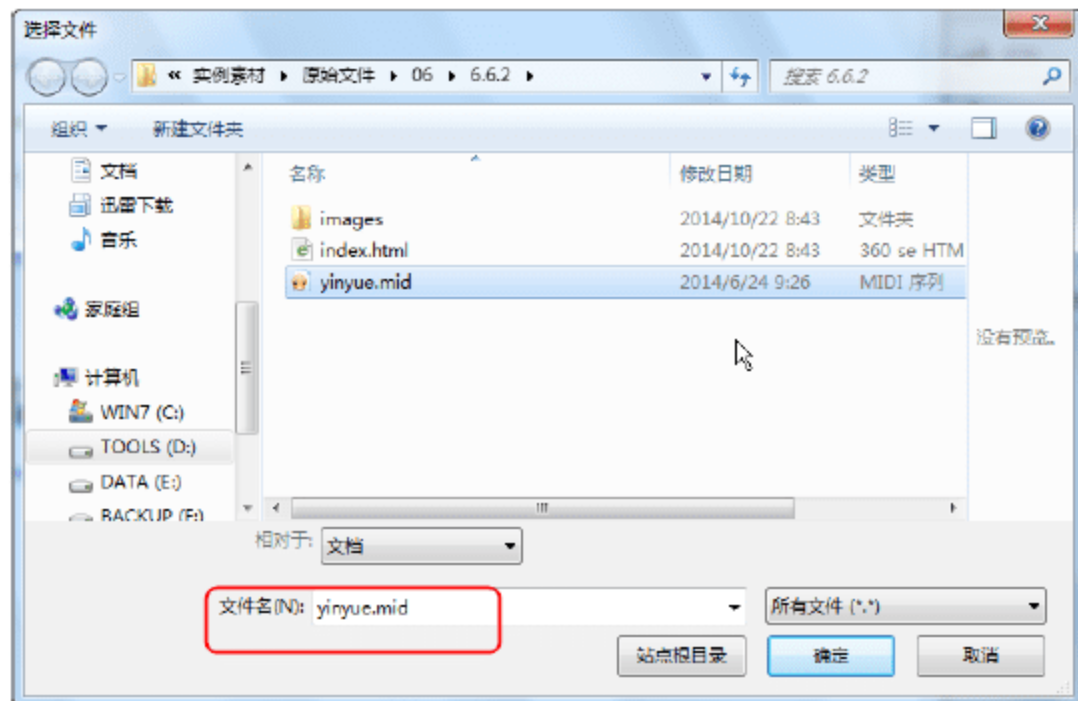 选择文件
« 实例素材 ▸ 原始文件 ▸ 06 ▸ 6.6.2 ▸ 搜索 6.6.2
组织 新建文件夹
文档
迅雷下载
音乐
家庭组
计算机
WIN7 (C:)
TOOLS (D:)
DATA (E:)
BACKUP (F:)
名称 修改日期 类型
images 2014/10/22 8:43 文件夹
index.html 2014/10/22 8:43 360 se HTM
yinyue.mid 2014/6/24 9:26 MIDI 序列
没有预览。
相对于: 文档
文件名(N): yinyue.mid 所有文件 (*.*)
站点根目录 确定 取消